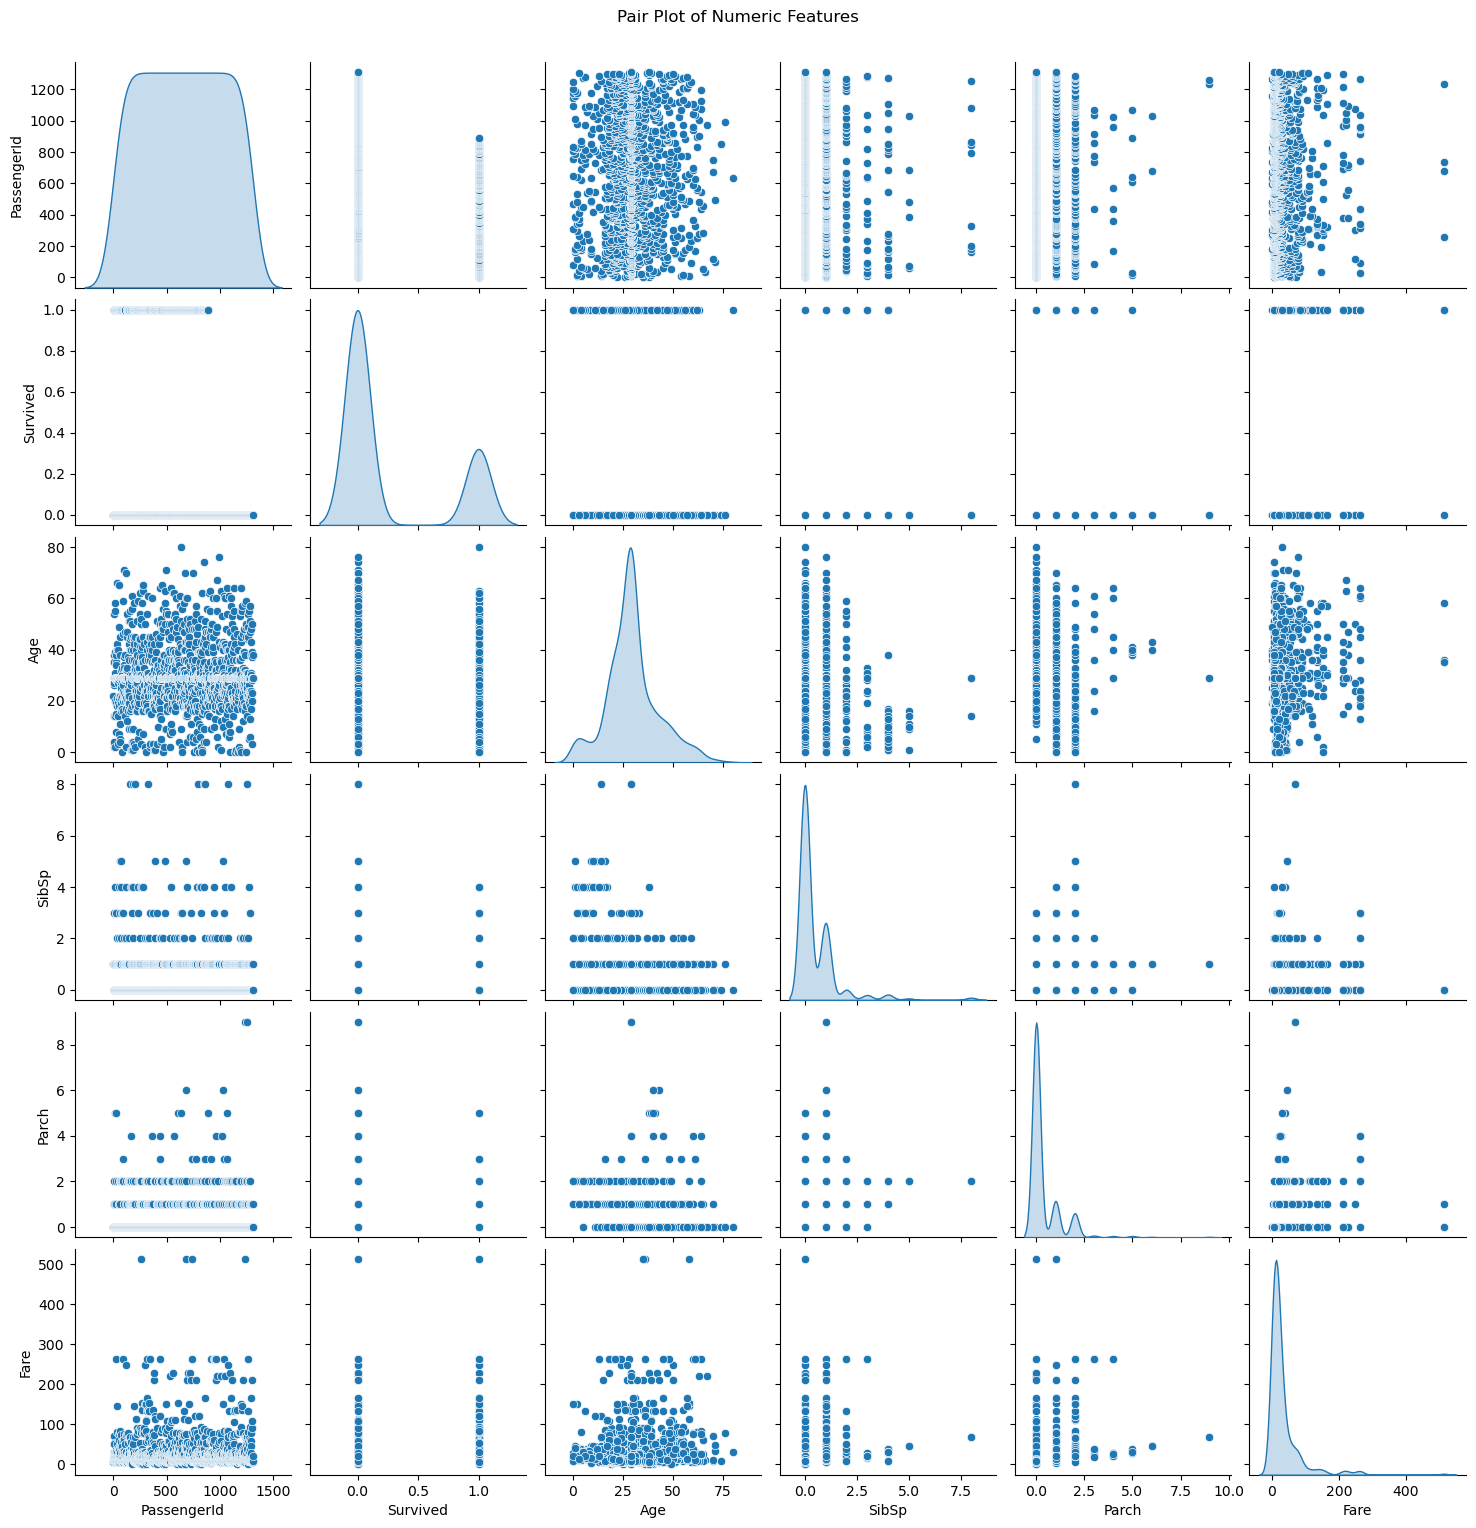 Pair Plot of Numeric Features
PassengerId
1200
1000
800
600
400
200
0
Survived
1.0
0.8
0.6
0.4
0.2
0.0
Age
80
60
40
20
0
SibSp
8
6
4
2
0
Parch
8
6
4
2
0
Fare
500
400
300
200
100
0
0 500 1000 1500
0.0 0.5 1.0
0 25 50 75
0.0 2.5 5.0 7.5
0.0 2.5 5.0 7.5 10.0
0 200 400
PassengerId Survived Age SibSp Parch Fare